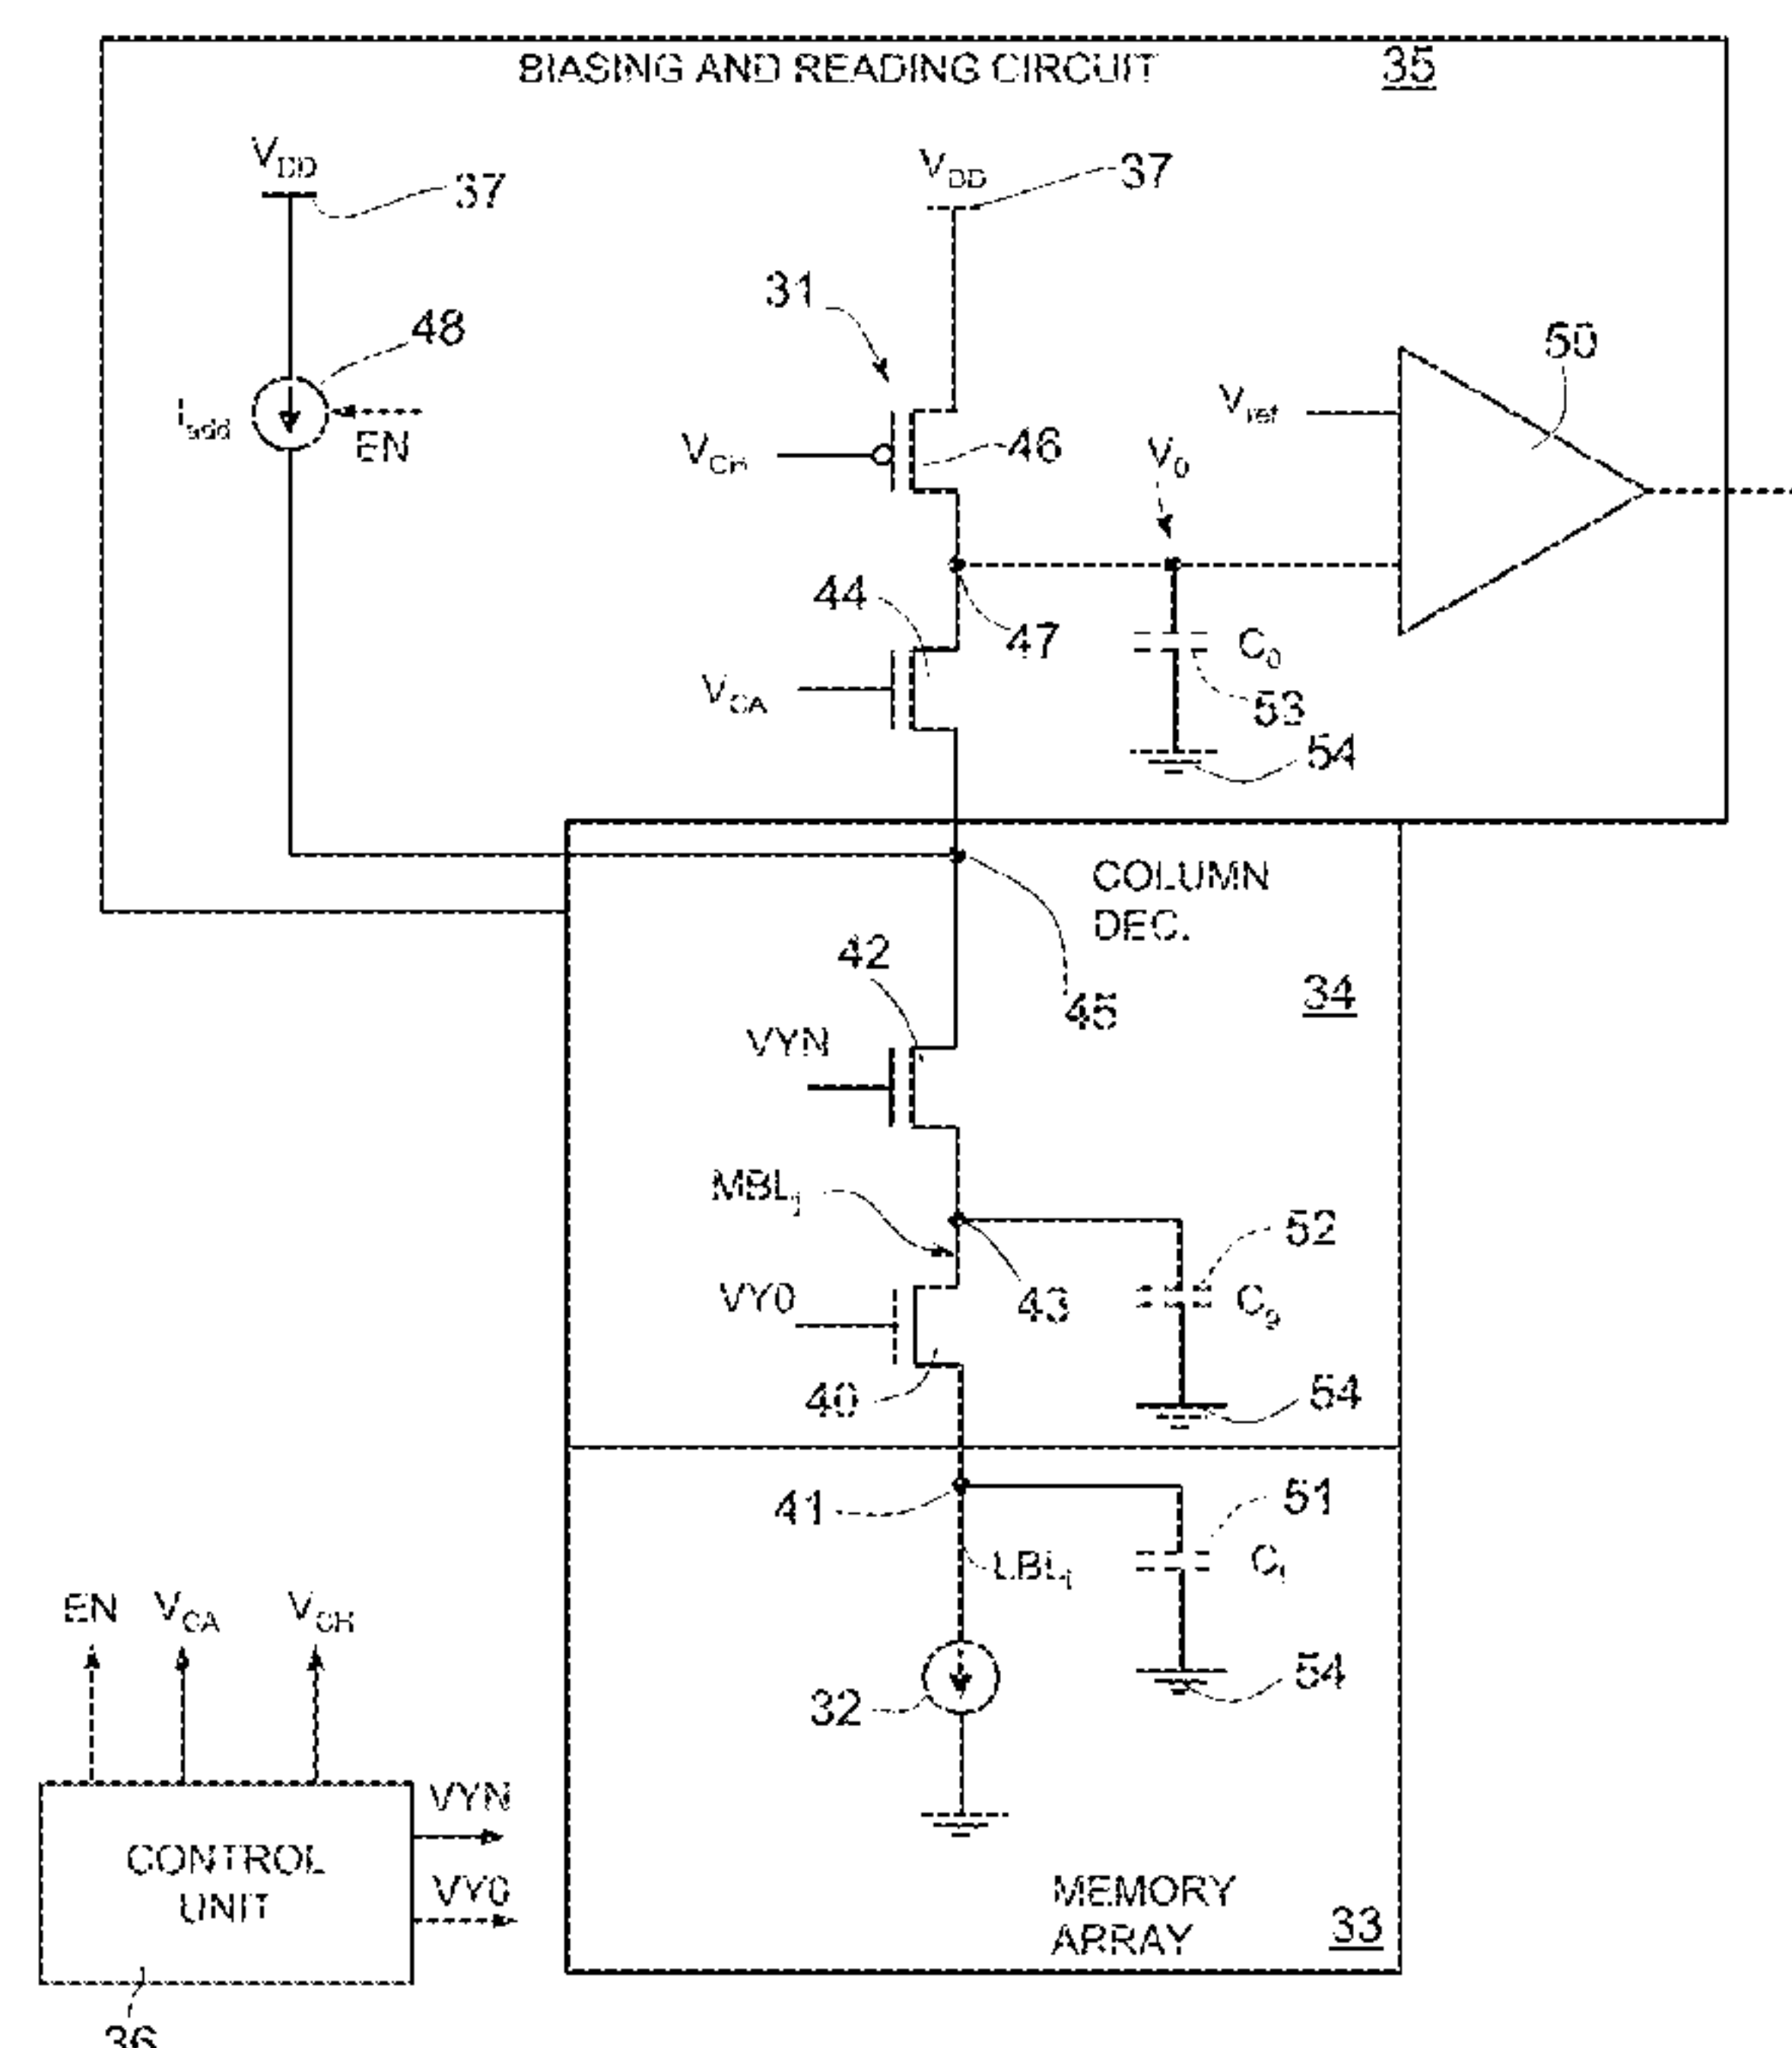 BIASING AND READING CIRCUIT 35
VDD 37
VDD 37
31
48
50
Iadd
EN
VCH
46
Vref
V0
44
47
C0
53
VCA
54
COLUMN
DEC.
42
45
34
VYN
MBLj
52
VY0
43
Cg
40
54
41
51
LBLi
Cl
EN VCA VCH
32
54
VYN
CONTROL
UNIT
VY0
MEMORY
ARRAY
33
36